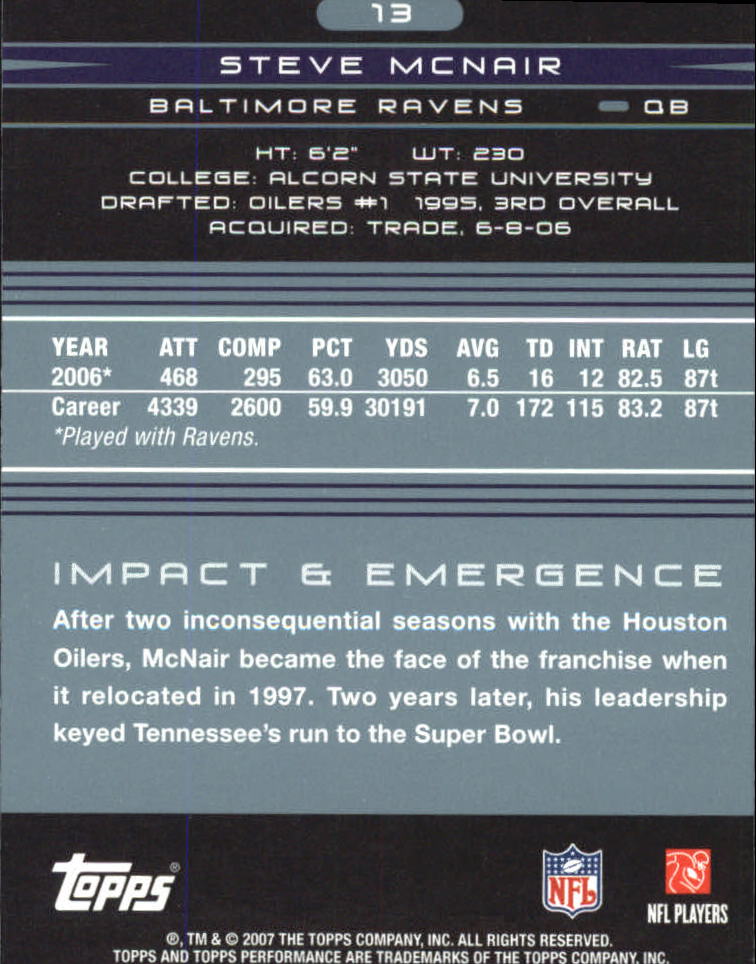 13
STEVE MCNAIR
BALTIMORE RAVENS - QB
HT: 6'2" WT: 230
COLLEGE: ALCORN STATE UNIVERSITY
DRAFTED: OILERS #1 1995, 3RD OVERALL
ACQUIRED: TRADE, 6-8-06
YEAR ATT COMP PCT YDS AVG TD INT RAT LG
2006* 468 295 63.0 3050 6.5 16 12 82.5 87t
Career 4339 2600 59.9 30191 7.0 172 115 83.2 87t
*Played with Ravens.
IMPACT & EMERGENCE
After two inconsequential seasons with the Houston
Oilers, McNair became the face of the franchise when
it relocated in 1997. Two years later, his leadership
keyed Tennessee's run to the Super Bowl.
Topps®
NFL
NFL PLAYERS
®, TM & © 2007 THE TOPPS COMPANY, INC. ALL RIGHTS RESERVED.
TOPPS AND TOPPS PERFORMANCE ARE TRADEMARKS OF THE TOPPS COMPANY, INC.